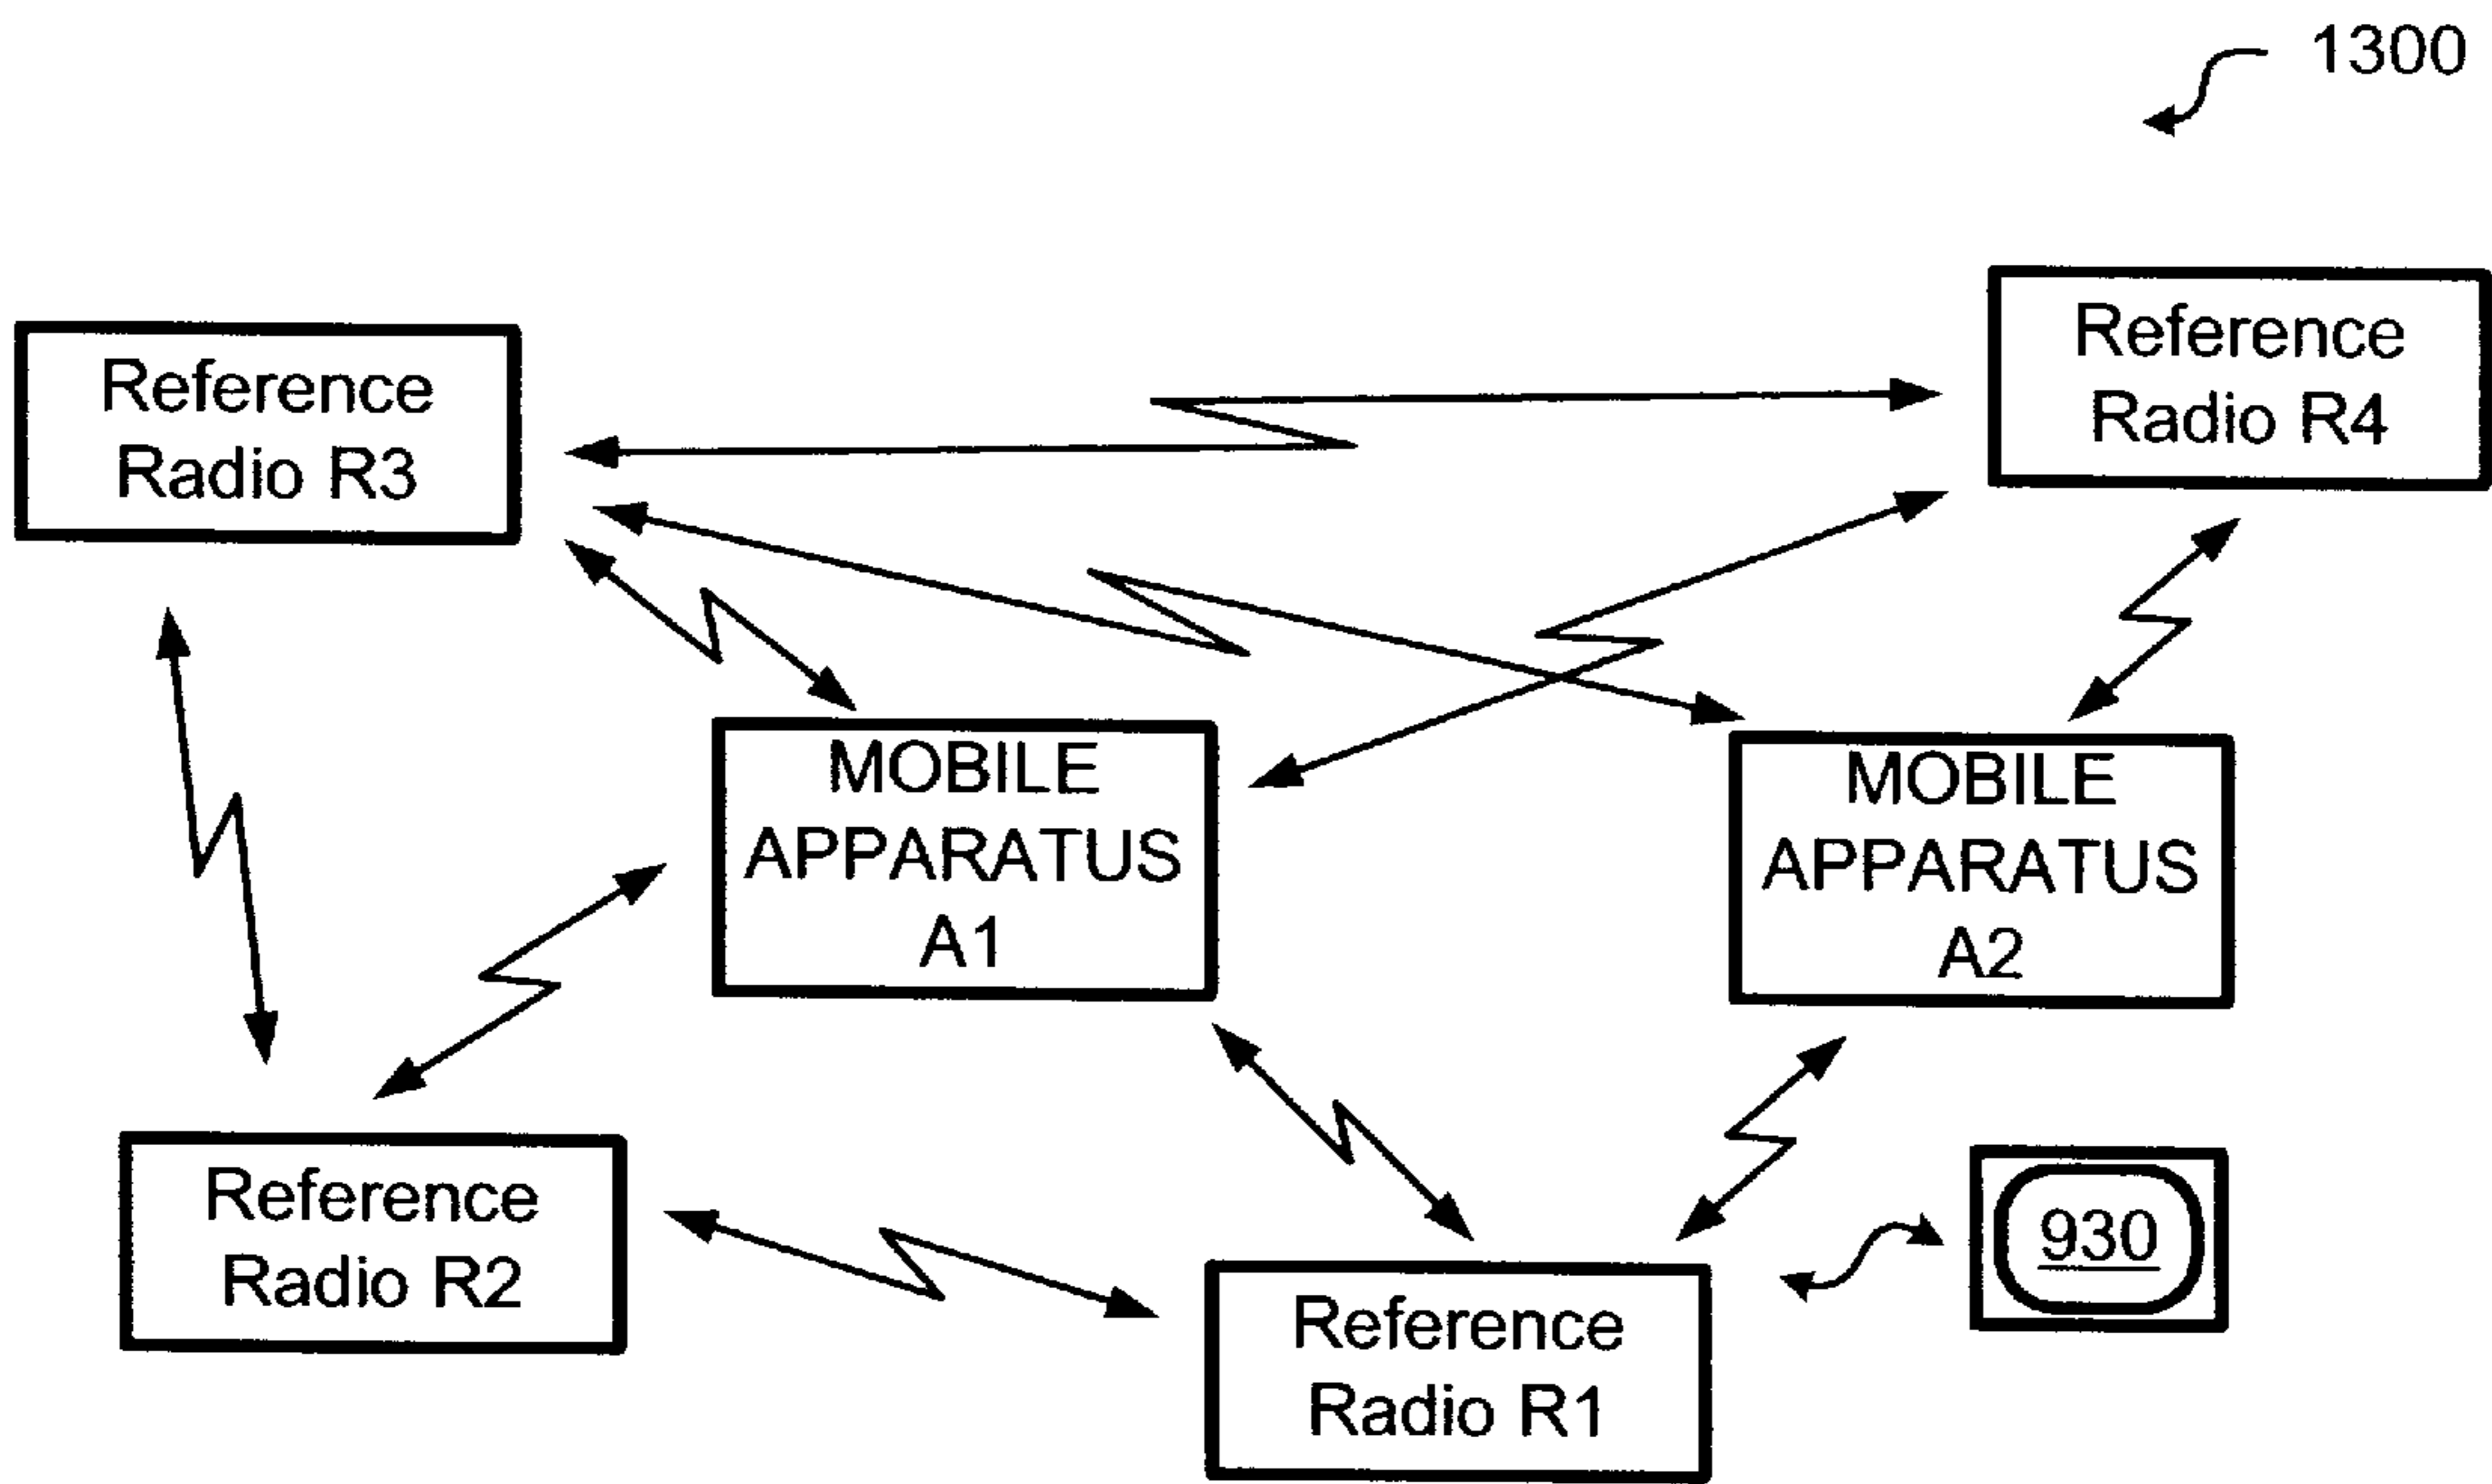 1300
Reference
Radio R3
Reference
Radio R4
MOBILE
APPARATUS
A1
MOBILE
APPARATUS
A2
Reference
Radio R2
930
Reference
Radio R1